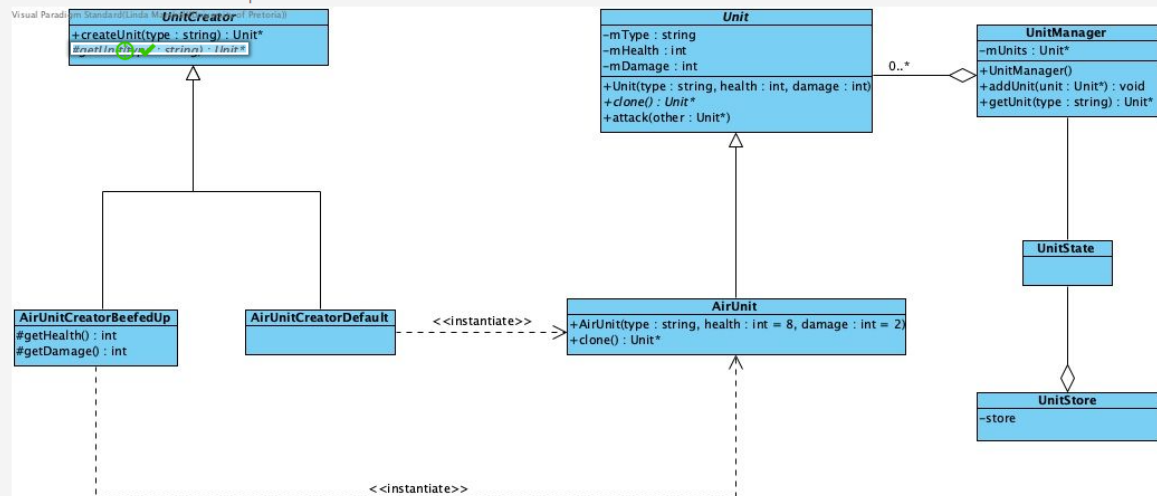 Visual Paradigm Standard(Linda
of Pretoria))
UnitCreator
+createUnit(type : string) : Unit*
#getUnit(type : string) : Unit*
Unit
-mType : string
-mHealth : int
-mDamage : int
+Unit(type : string, health : int, damage : int)
+clone() : Unit*
+attack(other : Unit*)
0..*
UnitManager
-mUnits : Unit*
+UnitManager()
+addUnit(unit : Unit*) : void
+getUnit(type : string) : Unit*
UnitState
AirUnitCreatorBeefedUp
#getHealth() : int
#getDamage() : int
AirUnitCreatorDefault
<<instantiate>>
AirUnit
+AirUnit(type : string, health : int = 8, damage : int = 2)
+clone() : Unit*
UnitStore
-store
<<instantiate>>